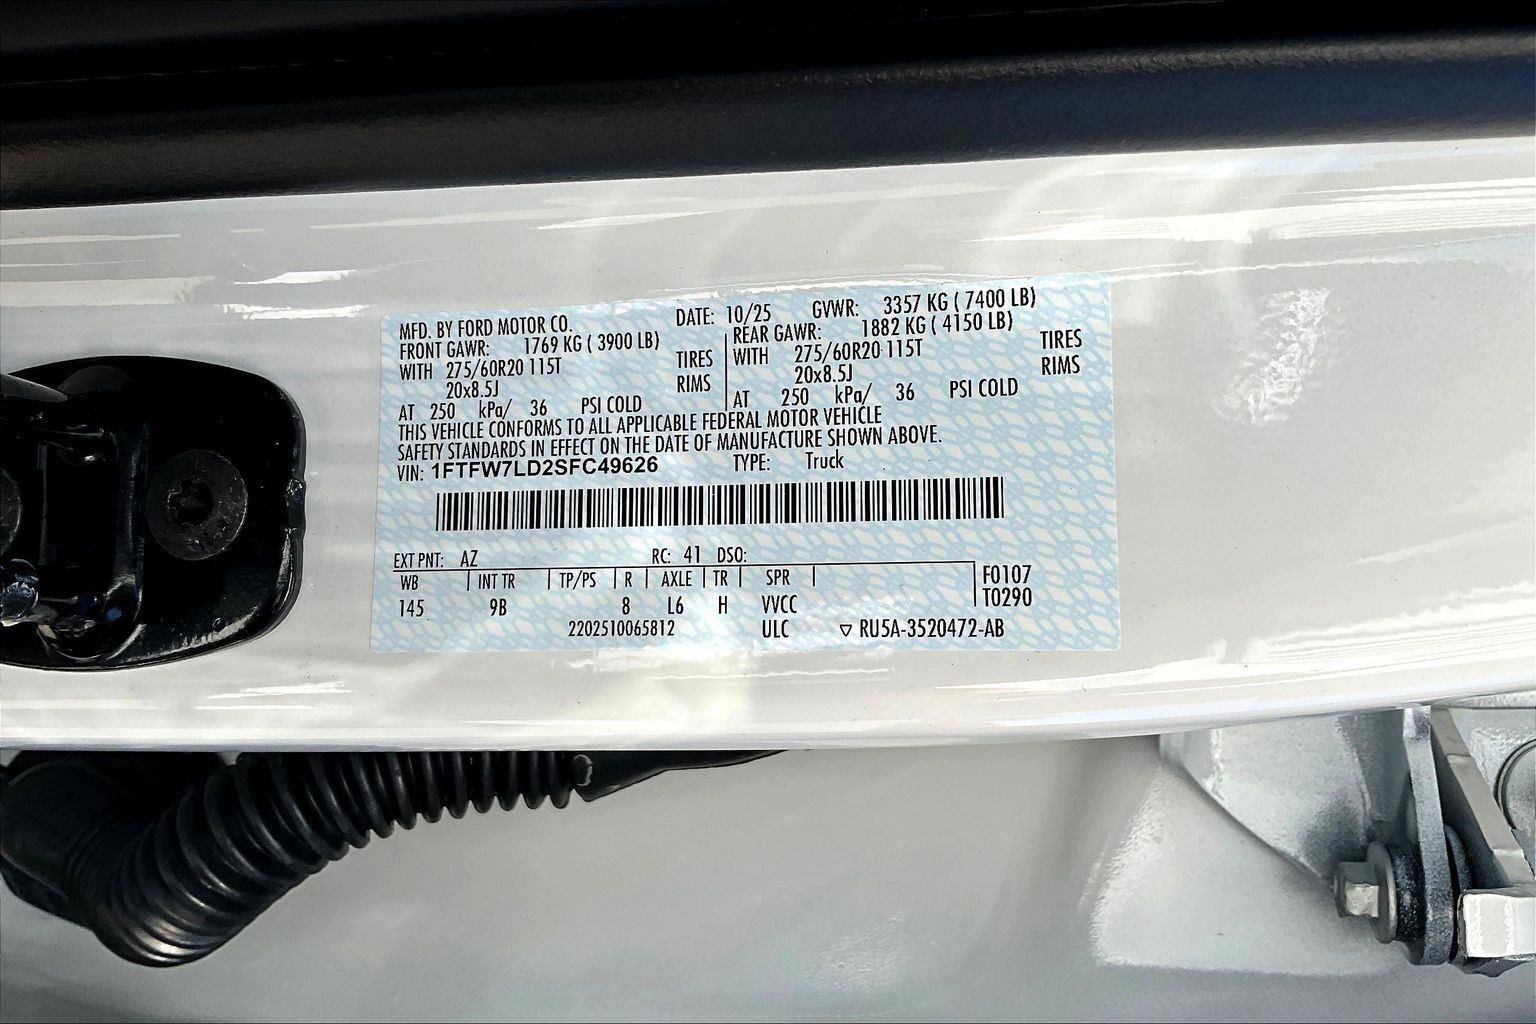 MFD. BY FORD MOTOR CO. DATE: 10/25 GVWR: 3357 KG ( 7400 LB)
FRONT GAWR: 1769 KG ( 3900 LB) REAR GAWR: 1882 KG ( 4150 LB)
WITH 275/60R20 115T TIRES WITH 275/60R20 115T TIRES
20x8.5J RIMS 20x8.5J RIMS
AT 250 kPa/ 36 PSI COLD AT 250 kPa/ 36 PSI COLD
THIS VEHICLE CONFORMS TO ALL APPLICABLE FEDERAL MOTOR VEHICLE
SAFETY STANDARDS IN EFFECT ON THE DATE OF MANUFACTURE SHOWN ABOVE.
VIN: 1FTFW7LD2SFC49626 TYPE: Truck
EXT PNT: AZ RC: 41 DSO:
WB INT TR TP/PS R AXLE TR SPR F0107
145 9B 8 L6 H VVCC T0290
2202510065812 ULC ▽ RU5A-3520472-AB